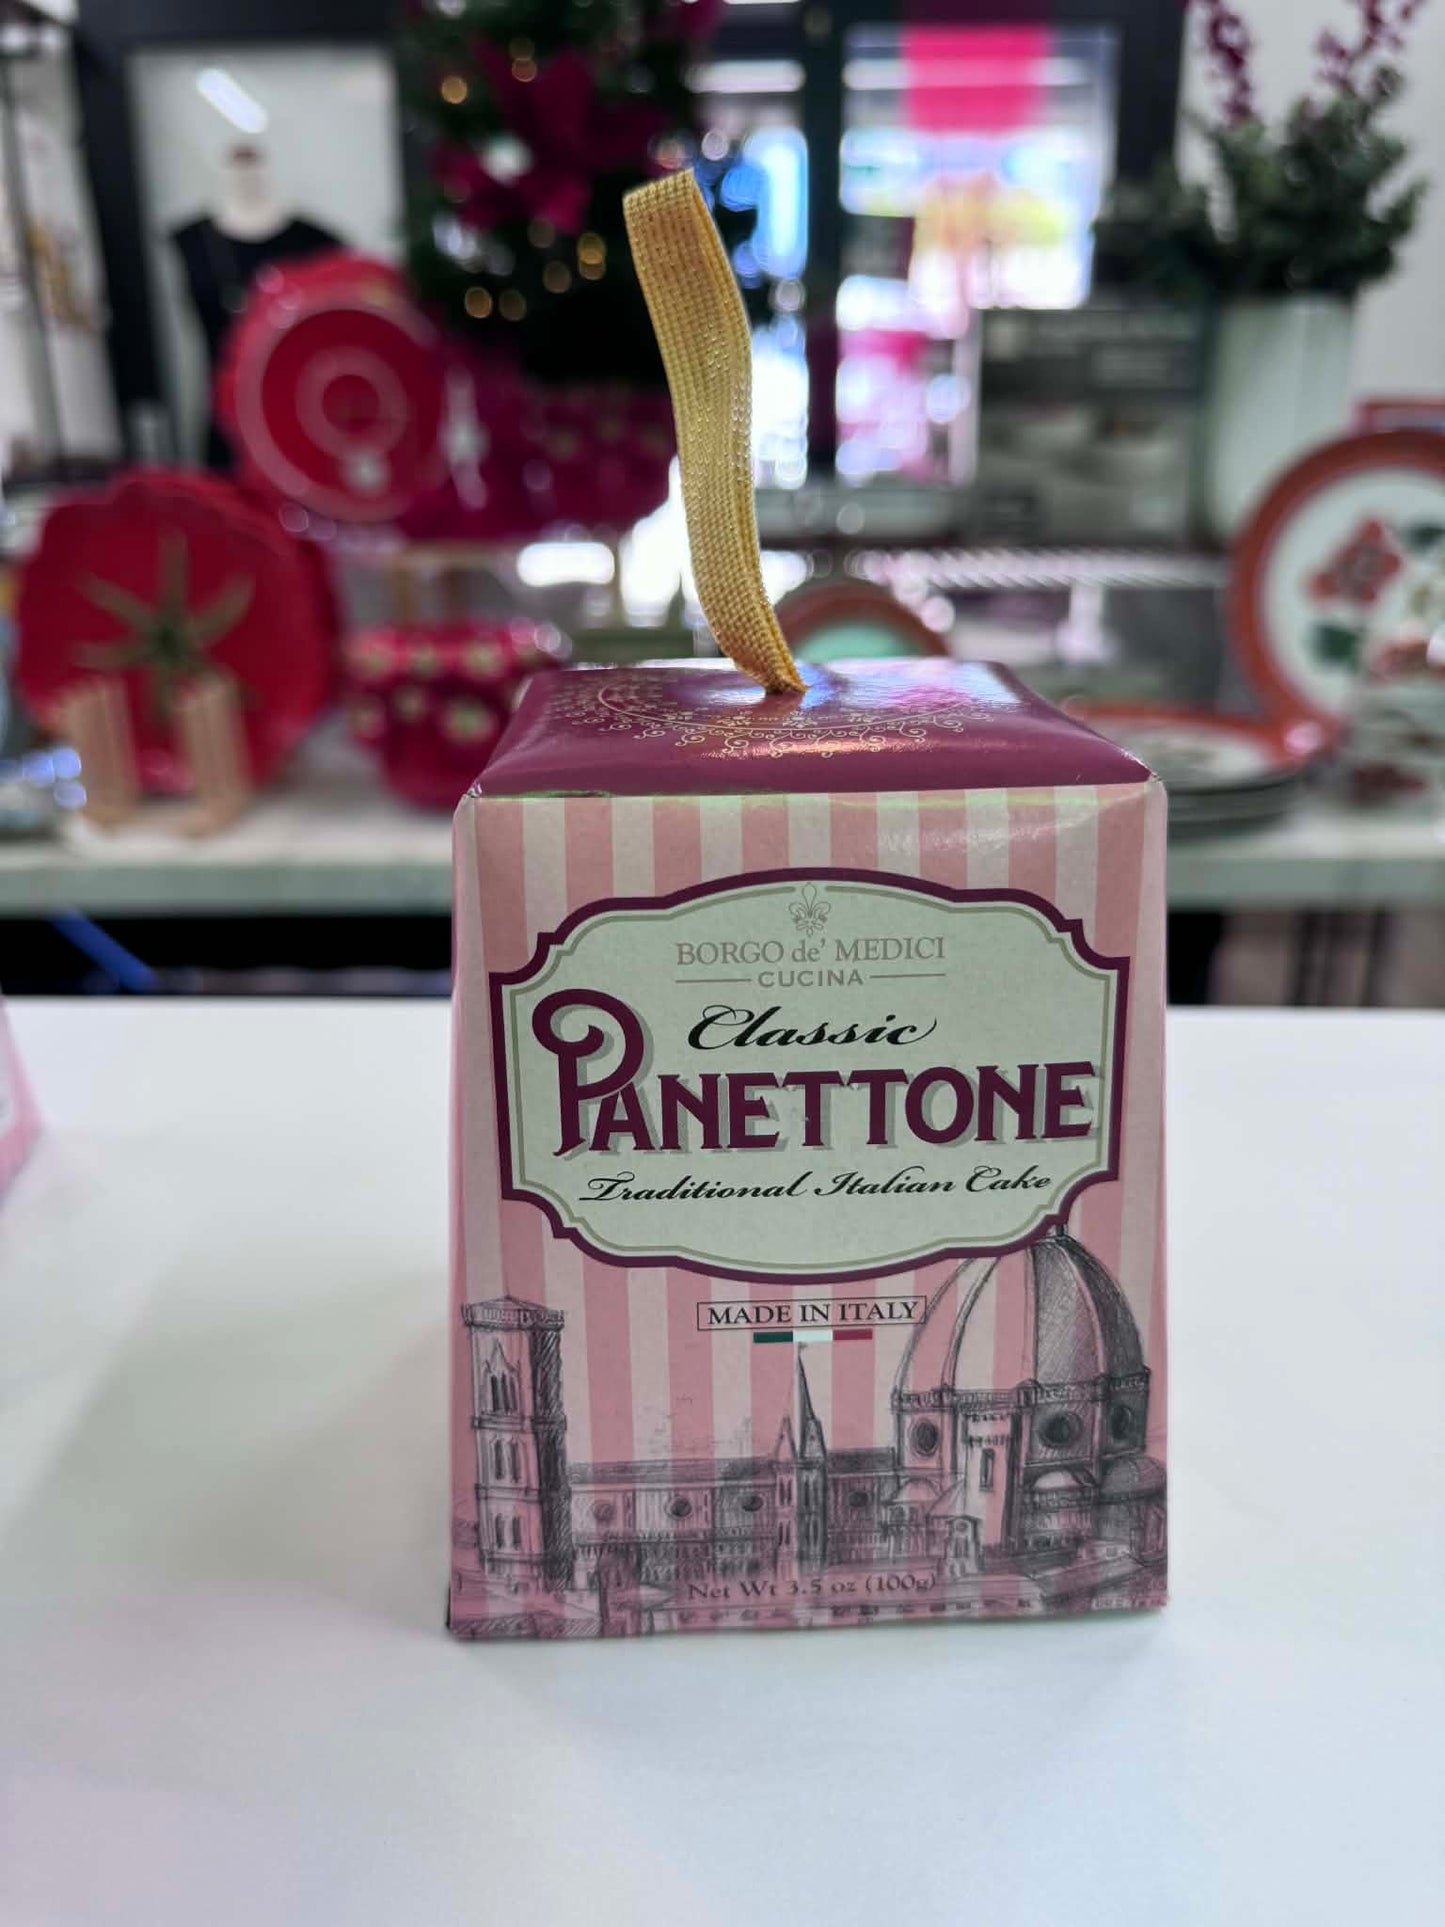 BORGO de' MEDICI
CUCINA
Classic
PANETTONE
Traditional Italian Cake
MADE IN ITALY
Net Wt 3.5 oz (100g)